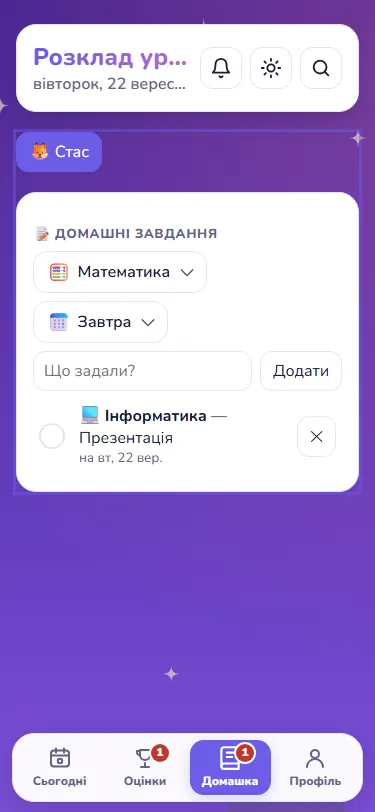 Розклад ур...
вівторок, 22 верес...
Стас
ДОМАШНІ ЗАВДАННЯ
Математика
Завтра
Що задали?
Додати
Інформатика —
Презентація
на вт, 22 вер.
1
1
Сьогодні
Оцінки
Домашка
Профіль